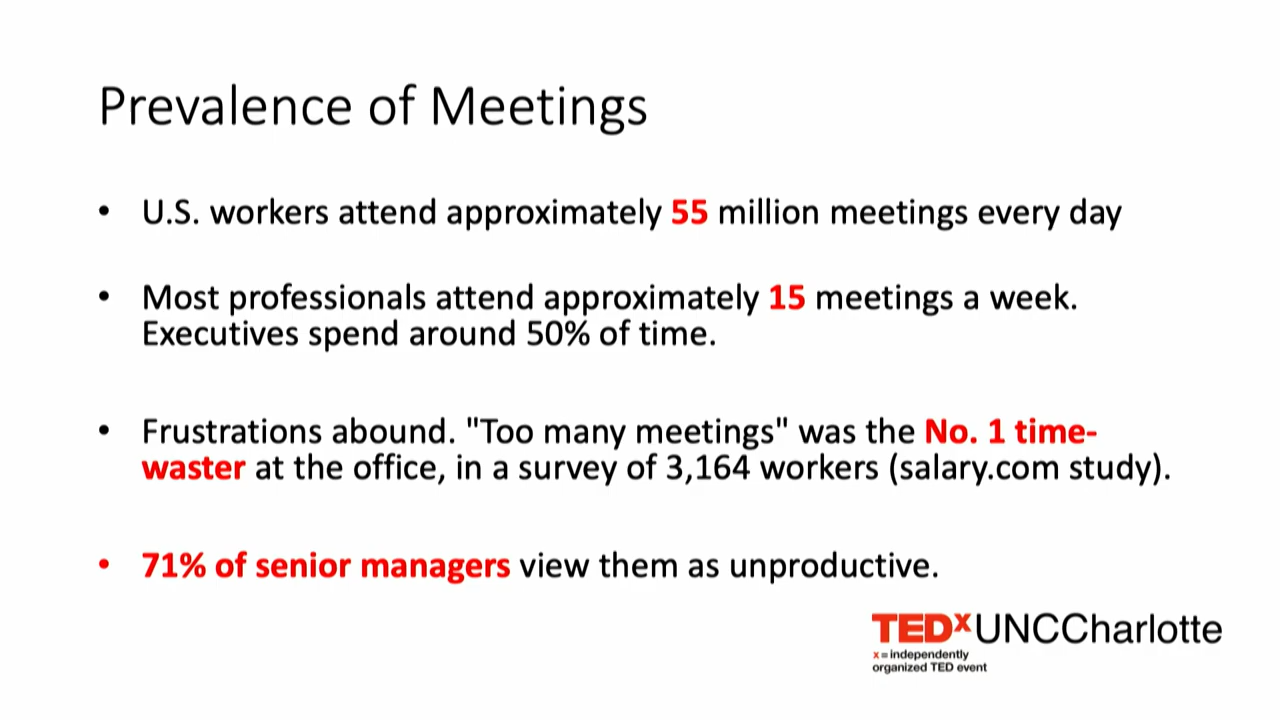 Prevalence of Meetings
• U.S. workers attend approximately 55 million meetings every day
• Most professionals attend approximately 15 meetings a week.
Executives spend around 50% of time.
• Frustrations abound. "Too many meetings" was the No. 1 time-
waster at the office, in a survey of 3,164 workers (salary.com study).
• 71% of senior managers view them as unproductive.
TEDxUNCCharlotte
x = independently
organized TED event